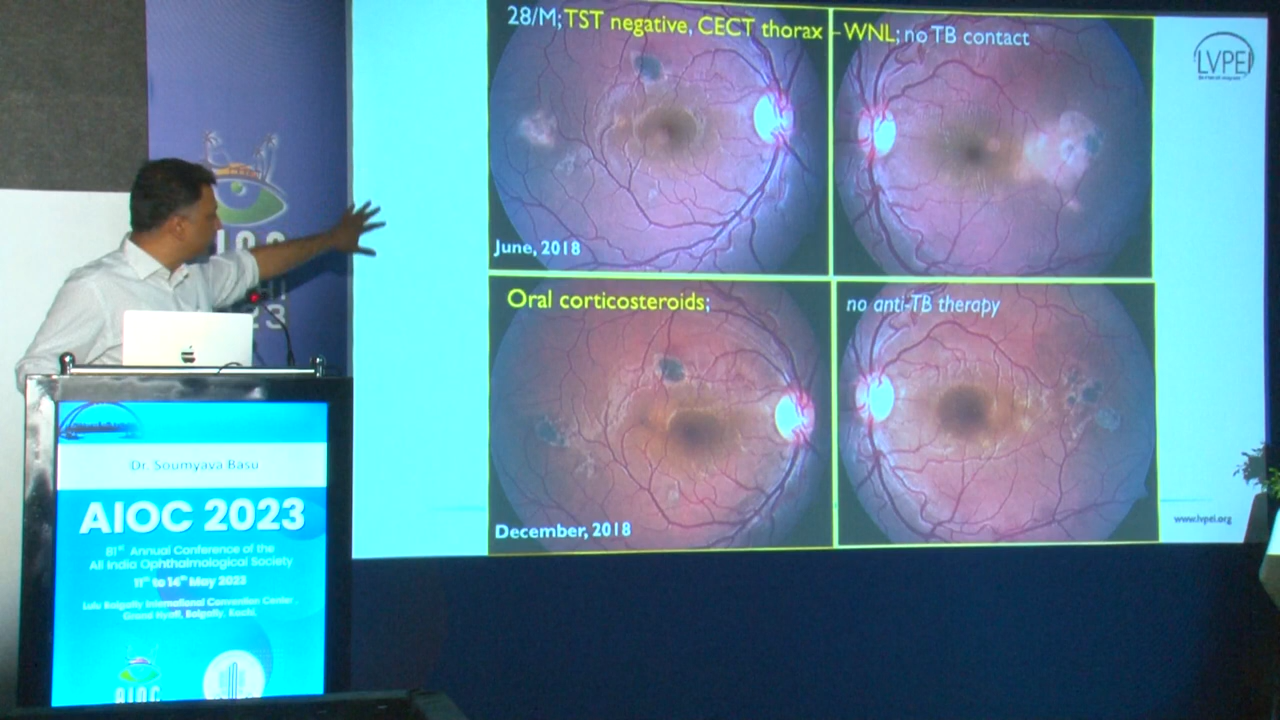 28/M; TST negative, CECT thorax - WNL; no TB contact
LVPEI
June, 2018
Oral corticosteroids;
no anti-TB therapy
December, 2018
www.lvpei.org
Dr. Soumyava Basu
AIOC 2023
81st Annual Conference of the
All India Ophthalmological Society
11th to 14th May 2023
Lulu Bolgatty International Convention Center,
Grand Hyatt, Bolgatty, Kochi.
AIOC
23